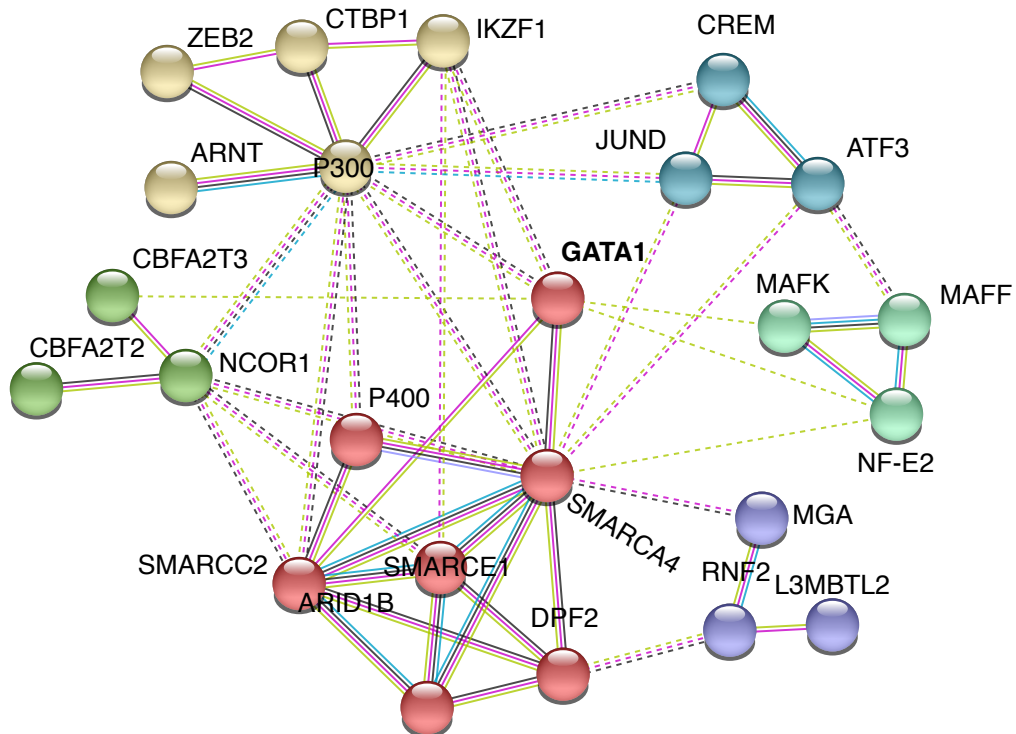 CTBP1
IKZF1
CREM
ZEB2
JUND
ATF3
ARNT
P300
GATA1
CBFA2T3
MAFK
MAFF
CBFA2T2
NCOR1
P400
NF-E2
SMARCA4
MGA
SMARCC2
SMARCE1
RNF2
L3MBTL2
ARID1B
DPF2